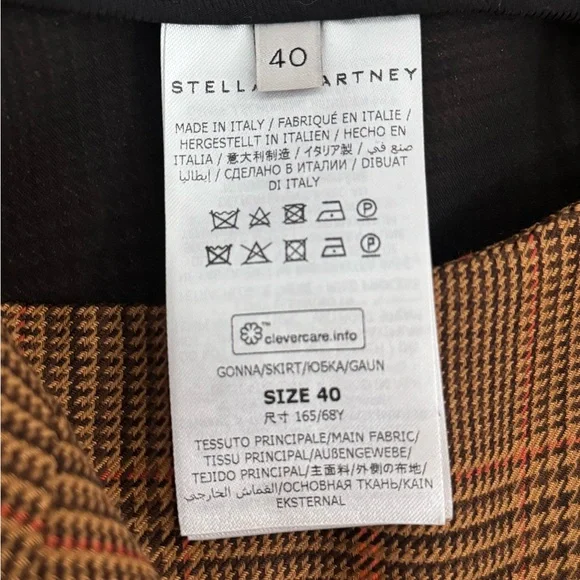 40
STELLA McCARTNEY
MADE IN ITALY / FABRIQUÉ EN ITALIE /
HERGESTELLT IN ITALIEN / HECHO EN
ITALIA / 意大利制造 / イタリア製 / صنع في
إيطاليا / СДЕЛАНО В ИТАЛИИ / DIBUAT
DI ITALY
P
P
™
clevercare.info
GONNA/SKIRT/ЮБКА/GAUN
SIZE 40
尺寸 165/68Y
TESSUTO PRINCIPALE/MAIN FABRIC/
TISSU PRINCIPAL/AUßENGEWEBE/
TEJIDO PRINCIPAL/主面料/外側の布地/
القماش الخارجي/ОСНОВНАЯ ТКАНЬ/KAIN
EKSTERNAL